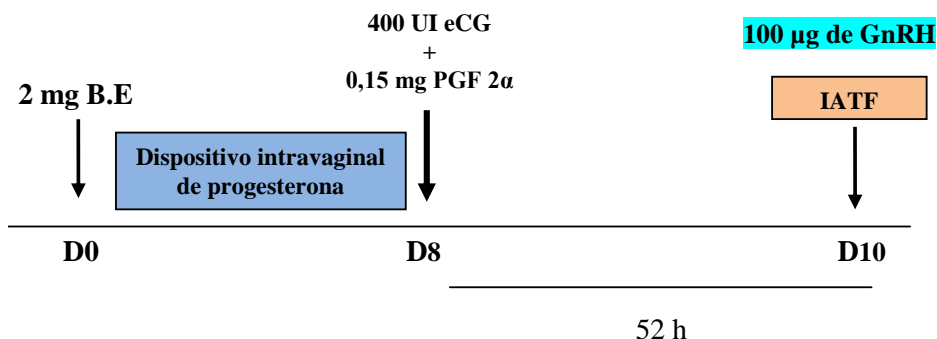 400 UI eCG
+
0,15 mg PGF 2α
100 µg de GnRH
2 mg B.E
IATF
Dispositivo intravaginal
de progesterona
D0
D8
D10
52 h